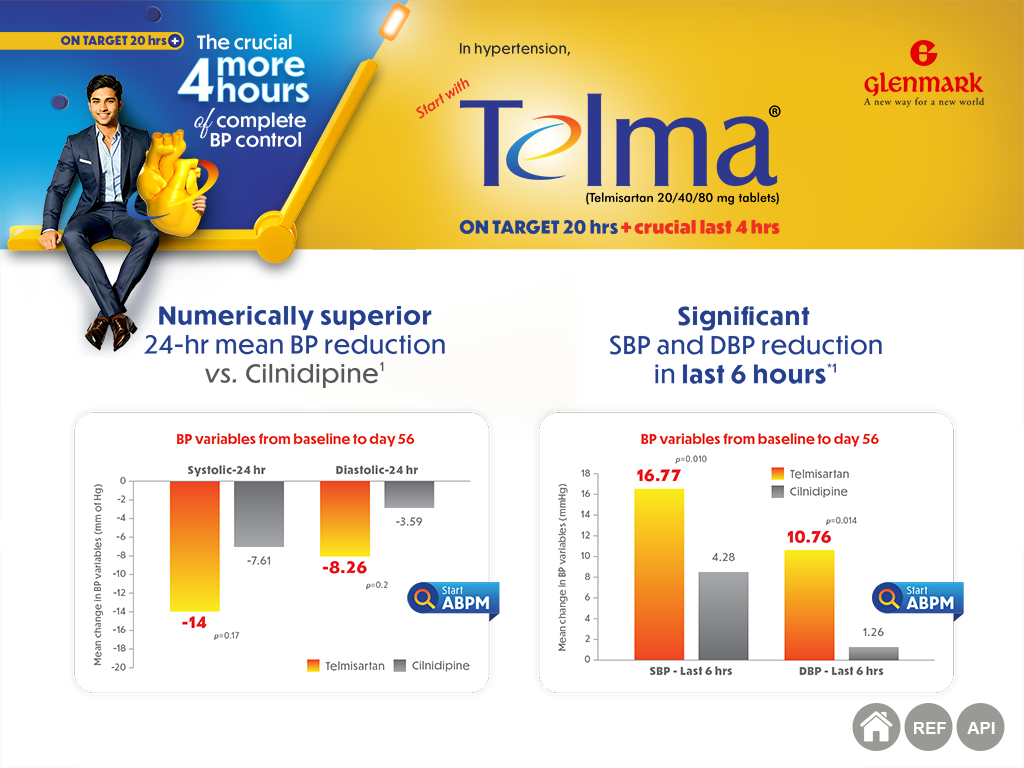 ON TARGET 20 hrs +
The crucial
4 more
hours
of complete
BP control
In hypertension,
Start with
Telma®
(Telmisartan 20/40/80 mg tablets)
ON TARGET 20 hrs + crucial last 4 hrs
glenmark
A new way for a new world
Numerically superior
24-hr mean BP reduction
vs. Cilnidipine1
BP variables from baseline to day 56
Systolic-24 hr Diastolic-24 hr
Mean change in BP variables (mm of Hg)
0
-2
-4
-6
-8
-10
-12
-14
-16
-18
-20
-14
p=0.17
-7.61
-8.26
p=0.2
-3.59
Start
ABPM
Telmisartan Cilnidipine
Significant
SBP and DBP reduction
in last 6 hours*1
BP variables from baseline to day 56
Mean change in BP variables (mmHg)
18
16
14
12
10
8
6
4
2
0
p=0.010
16.77
4.28
Telmisartan
Cilnidipine
p=0.014
10.76
1.26
SBP - Last 6 hrs DBP - Last 6 hrs
Start
ABPM
REF API